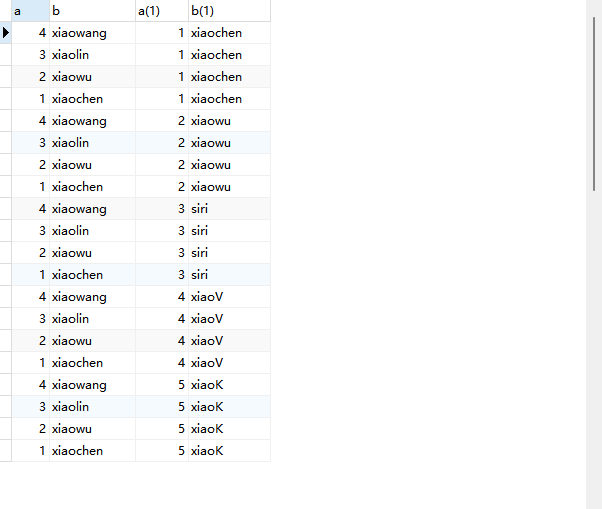 a b a(1) b(1)
4 xiaowang 1 xiaochen
3 xiaolin 1 xiaochen
2 xiaowu 1 xiaochen
1 xiaochen 1 xiaochen
4 xiaowang 2 xiaowu
3 xiaolin 2 xiaowu
2 xiaowu 2 xiaowu
1 xiaochen 2 xiaowu
4 xiaowang 3 siri
3 xiaolin 3 siri
2 xiaowu 3 siri
1 xiaochen 3 siri
4 xiaowang 4 xiaoV
3 xiaolin 4 xiaoV
2 xiaowu 4 xiaoV
1 xiaochen 4 xiaoV
4 xiaowang 5 xiaoK
3 xiaolin 5 xiaoK
2 xiaowu 5 xiaoK
1 xiaochen 5 xiaoK